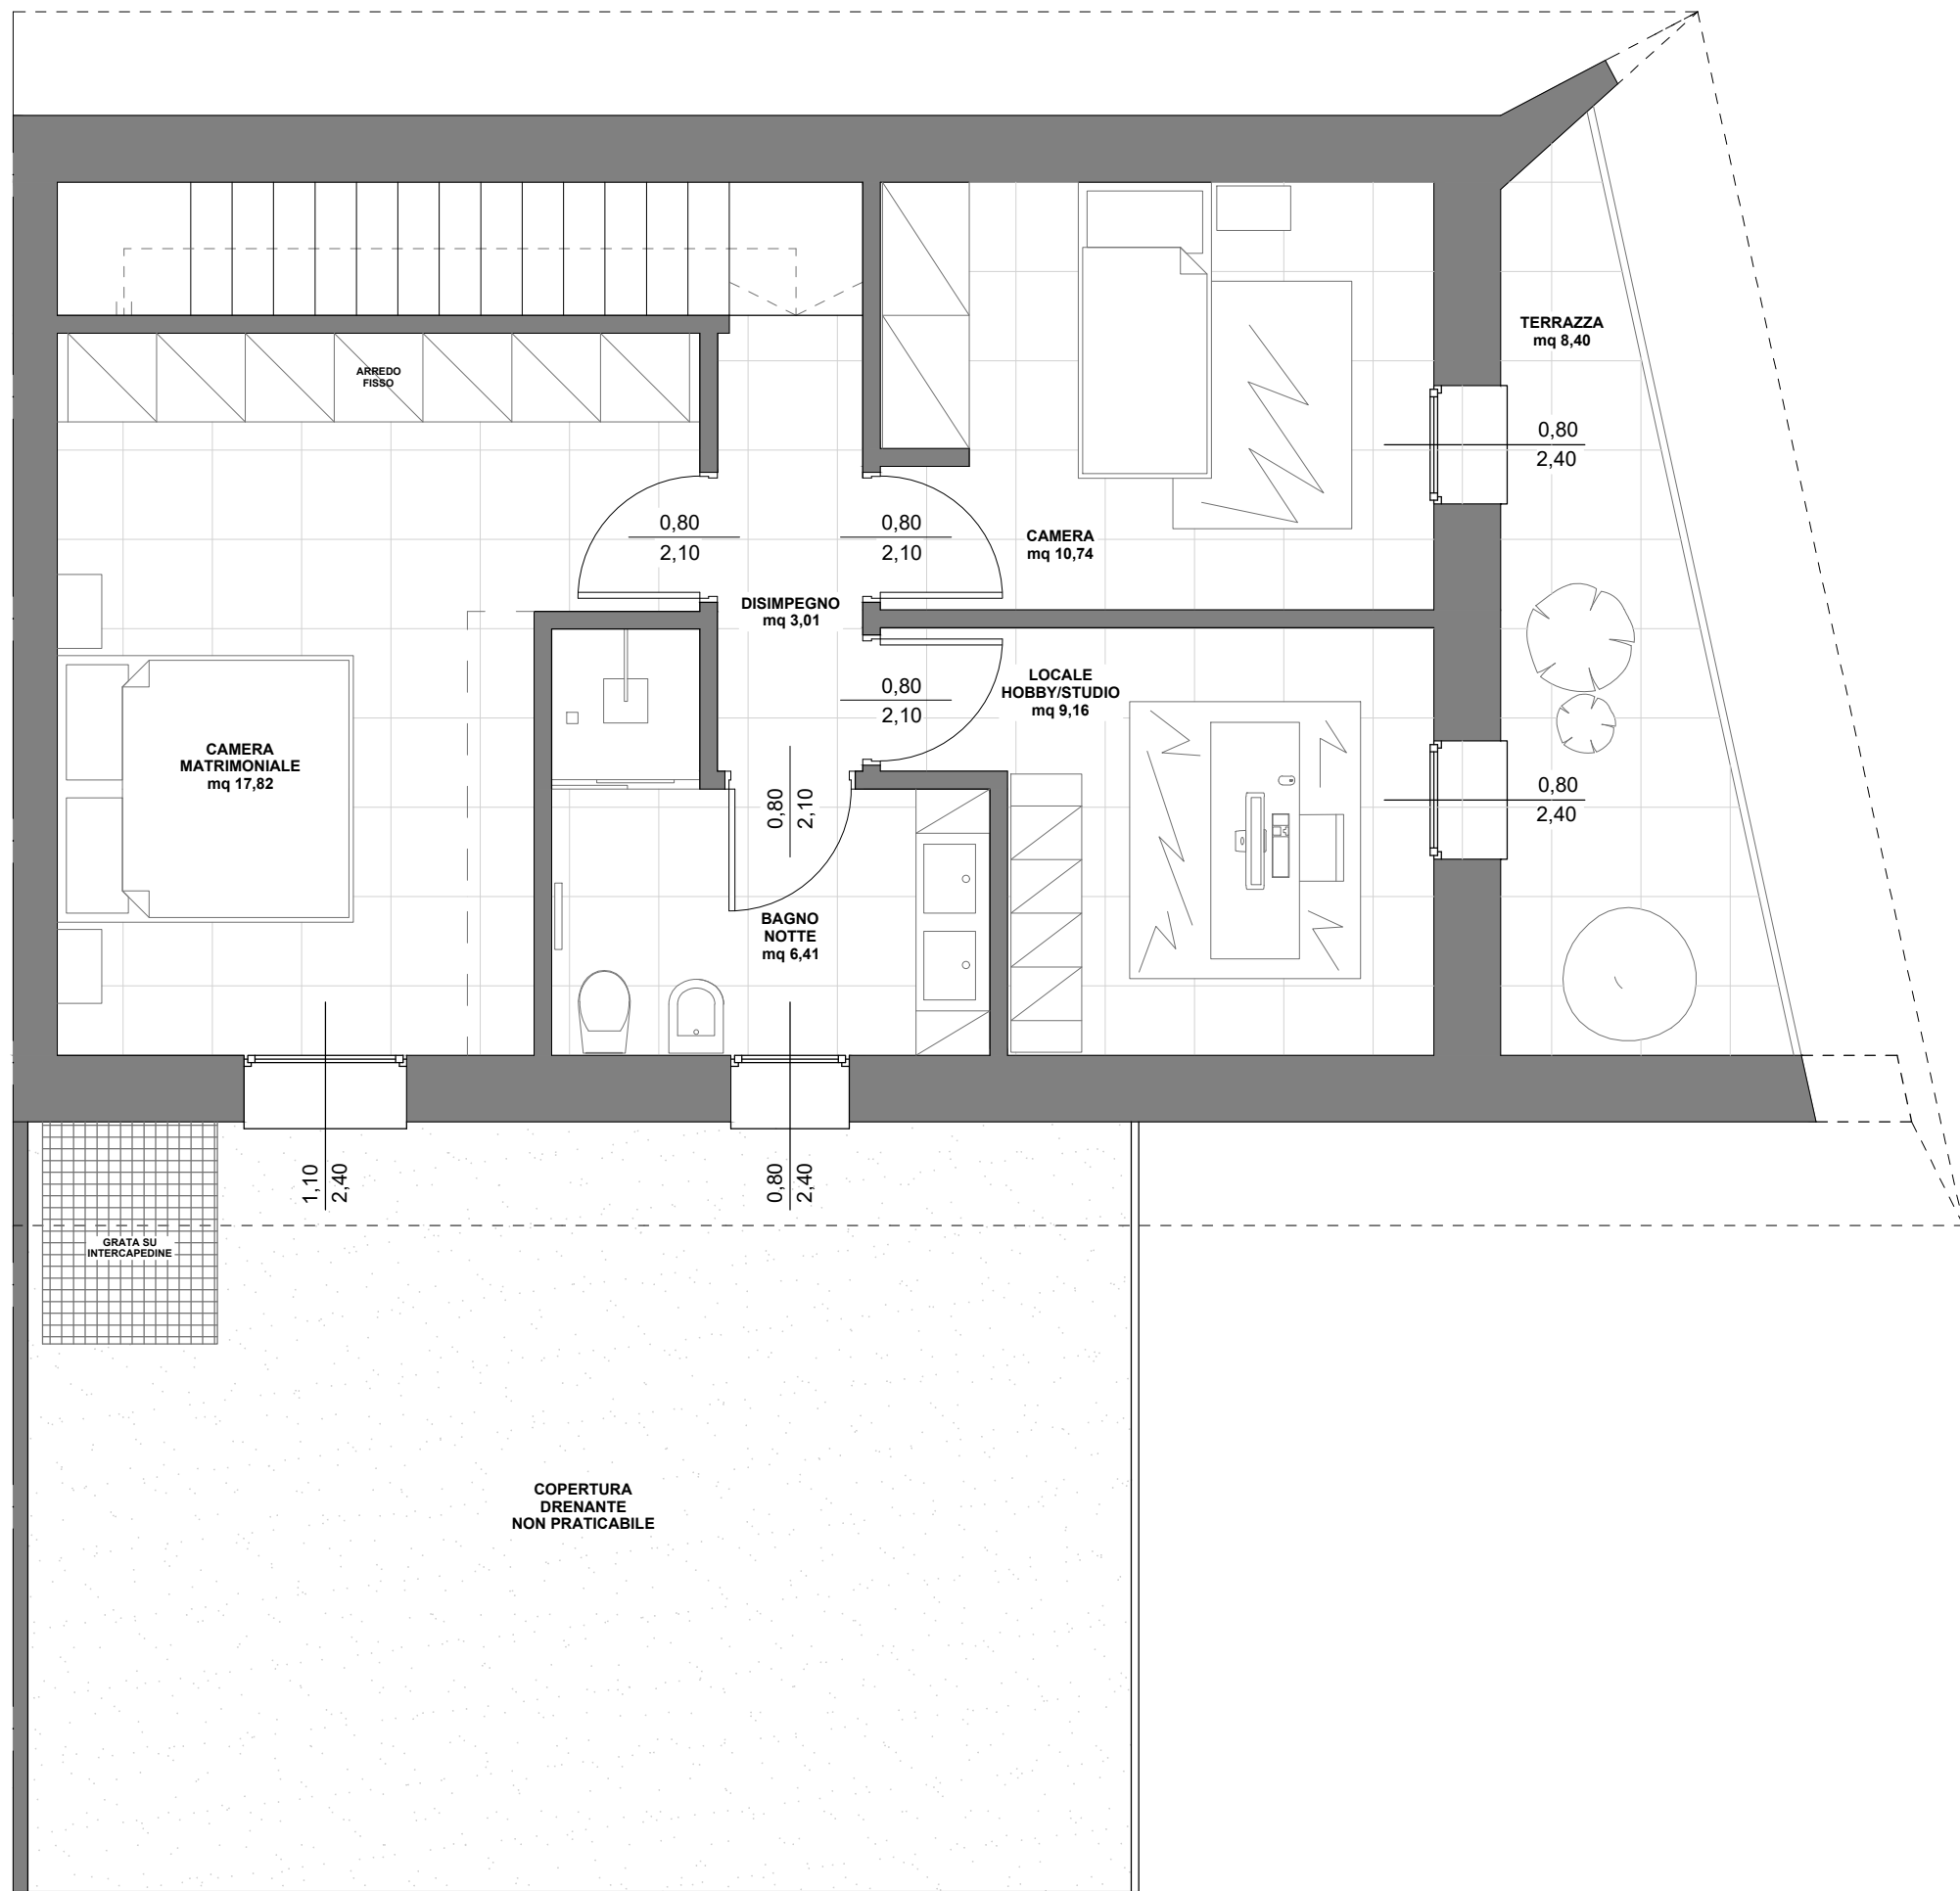 TERRAZZA
mq 8,40
ARREDO
FISSO
0,80
2,40
0,80
2,10
0,80
2,10
CAMERA
mq 10,74
DISIMPEGNO
mq 3,01
LOCALE
HOBBY/STUDIO
mq 9,16
0,80
2,10
CAMERA
MATRIMONIALE
mq 17,82
0,80
2,10
0,80
2,40
BAGNO
NOTTE
mq 6,41
1,10
2,40
0,80
2,40
GRATA SU
INTERCAPEDINE
COPERTURA
DRENANTE
NON PRATICABILE